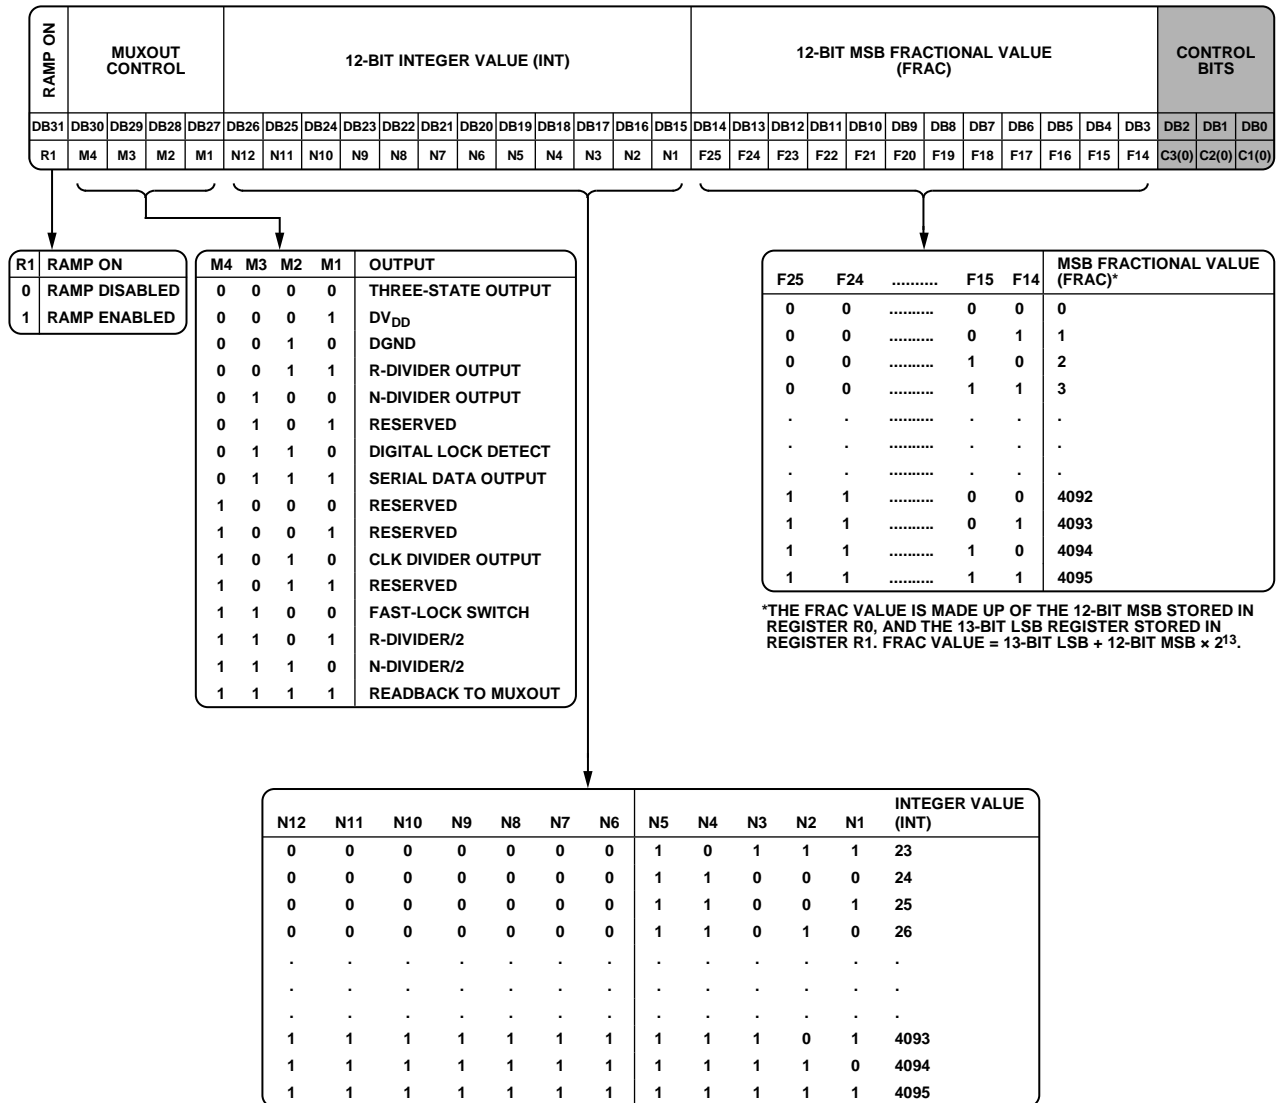 RAMP ON
MUXOUT
CONTROL
12-BIT INTEGER VALUE (INT)
12-BIT MSB FRACTIONAL VALUE
(FRAC)
CONTROL
BITS
DB31 DB30 DB29 DB28 DB27 DB26 DB25 DB24 DB23 DB22 DB21 DB20 DB19 DB18 DB17 DB16 DB15 DB14 DB13 DB12 DB11 DB10 DB9 DB8 DB7 DB6 DB5 DB4 DB3 DB2 DB1 DB0
R1 M4 M3 M2 M1 N12 N11 N10 N9 N8 N7 N6 N5 N4 N3 N2 N1 F25 F24 F23 F22 F21 F20 F19 F18 F17 F16 F15 F14 C3(0) C2(0) C1(0)
R1 RAMP ON
0 RAMP DISABLED
1 RAMP ENABLED
M4 M3 M2 M1 OUTPUT
0 0 0 0 THREE-STATE OUTPUT
0 0 0 1 DVDD
0 0 1 0 DGND
0 0 1 1 R-DIVIDER OUTPUT
0 1 0 0 N-DIVIDER OUTPUT
0 1 0 1 RESERVED
0 1 1 0 DIGITAL LOCK DETECT
0 1 1 1 SERIAL DATA OUTPUT
1 0 0 0 RESERVED
1 0 0 1 RESERVED
1 0 1 0 CLK DIVIDER OUTPUT
1 0 1 1 RESERVED
1 1 0 0 FAST-LOCK SWITCH
1 1 0 1 R-DIVIDER/2
1 1 1 0 N-DIVIDER/2
1 1 1 1 READBACK TO MUXOUT
F25 F24 .......... F15 F14 MSB FRACTIONAL VALUE
(FRAC)*
0 0 .......... 0 0 0
0 0 .......... 0 1 1
0 0 .......... 1 0 2
0 0 .......... 1 1 3
. . .......... . . .
. . .......... . . .
. . .......... . . .
1 1 .......... 0 0 4092
1 1 .......... 0 1 4093
1 1 .......... 1 0 4094
1 1 .......... 1 1 4095
*THE FRAC VALUE IS MADE UP OF THE 12-BIT MSB STORED IN
REGISTER R0, AND THE 13-BIT LSB REGISTER STORED IN
REGISTER R1. FRAC VALUE = 13-BIT LSB + 12-BIT MSB × 2¹³.
N12 N11 N10 N9 N8 N7 N6 N5 N4 N3 N2 N1 INTEGER VALUE
(INT)
0 0 0 0 0 0 0 1 0 1 1 1 23
0 0 0 0 0 0 0 1 1 0 0 0 24
0 0 0 0 0 0 0 1 1 0 0 1 25
0 0 0 0 0 0 0 1 1 0 1 0 26
. . . . . . . . . . . . .
. . . . . . . . . . . . .
. . . . . . . . . . . . .
1 1 1 1 1 1 1 1 1 1 0 1 4093
1 1 1 1 1 1 1 1 1 1 1 0 4094
1 1 1 1 1 1 1 1 1 1 1 1 4095